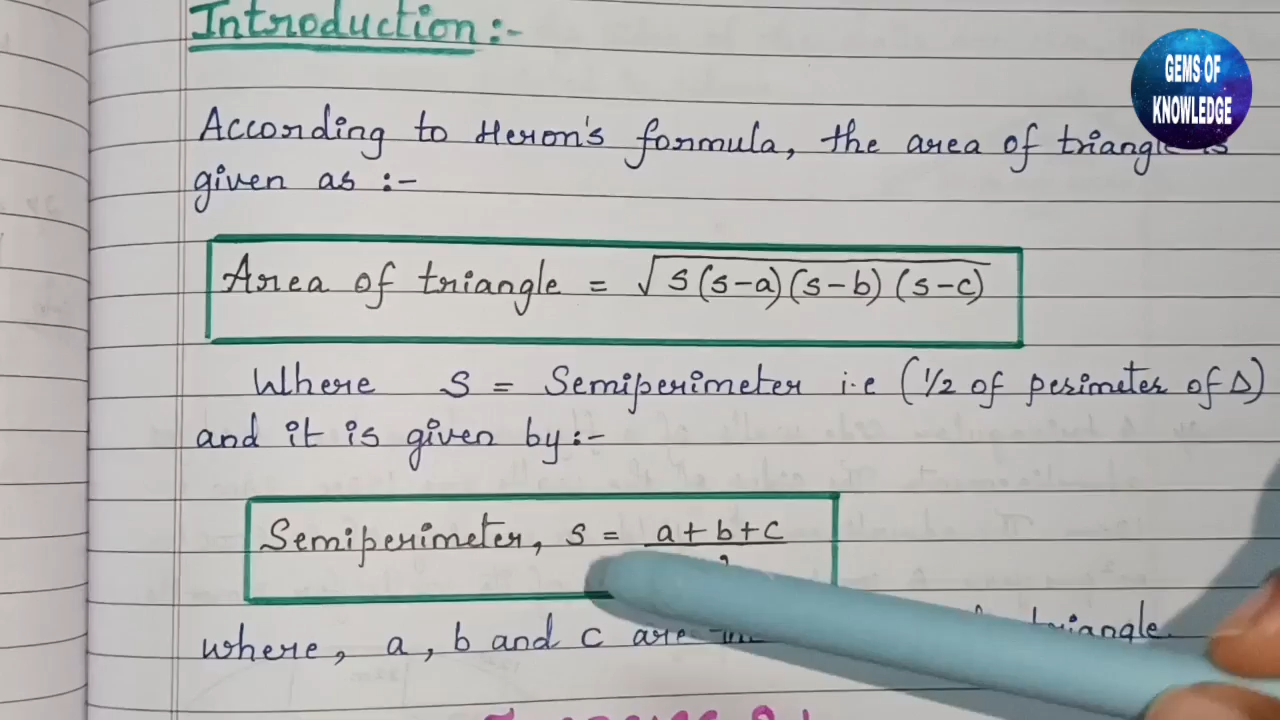 Introduction :-
GEMS OF
KNOWLEDGE
According to Heron's formula, the area of triangle is
given as :-
Area of triangle = √s(s-a)(s-b)(s-c)
Where S = Semiperimeter i.e (1/2 of perimeter of Δ)
and it is given by :-
Semiperimeter, s = a+b+c
where, a, b and c are triangle